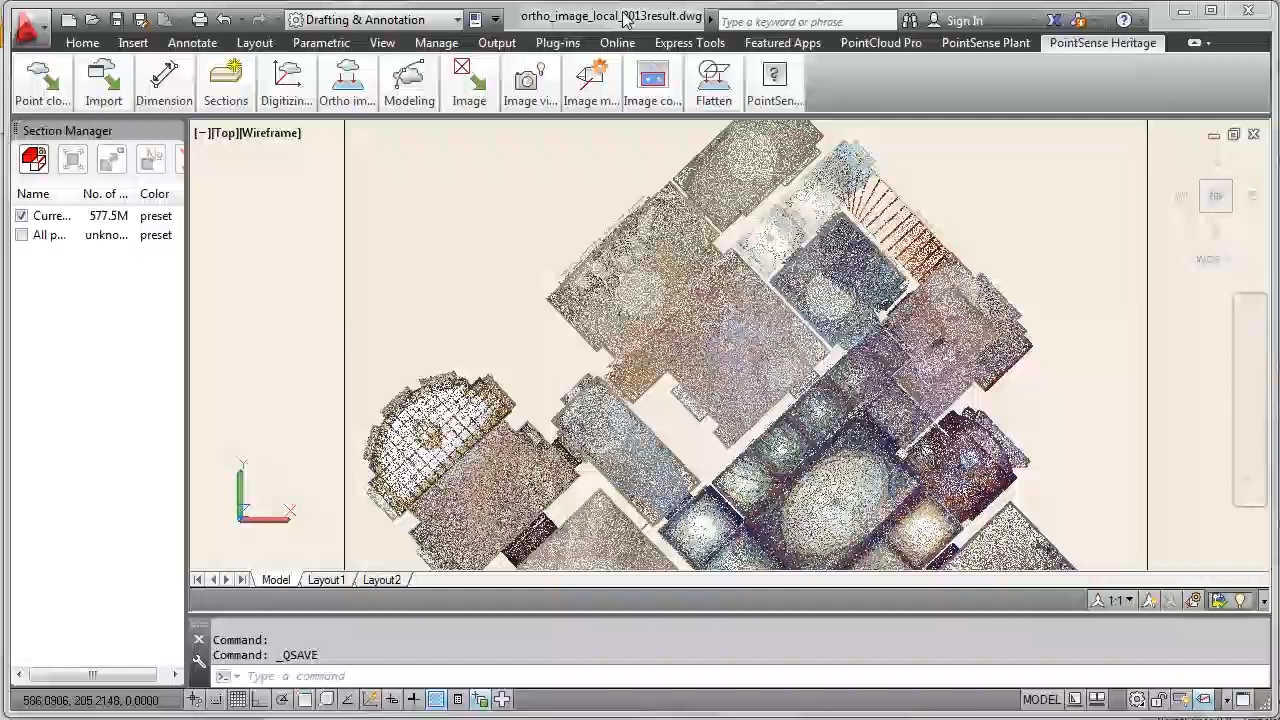 Drafting & Annotation
ortho_image_local_2013result.dwg
Type a keyword or phrase
Sign In
Home Insert Annotate Layout Parametric View Manage Output Plug-ins Online Express Tools Featured Apps PointCloud Pro PointSense Plant PointSense Heritage
Point clo... Import Dimension Sections Digitizin... Ortho im... Modeling Image Image vi... Image m... Image co... Flatten PointSen...
Section Manager
[−][Top][Wireframe]
Name No. of ... Color
Curre... 577.5M preset
All p... unkno... preset
TOP
WCS
Y
X
Model Layout1 Layout2
1:1
Command:
Command: _QSAVE
Type a command
586.0906, 205.2148, 0.0000
MODEL